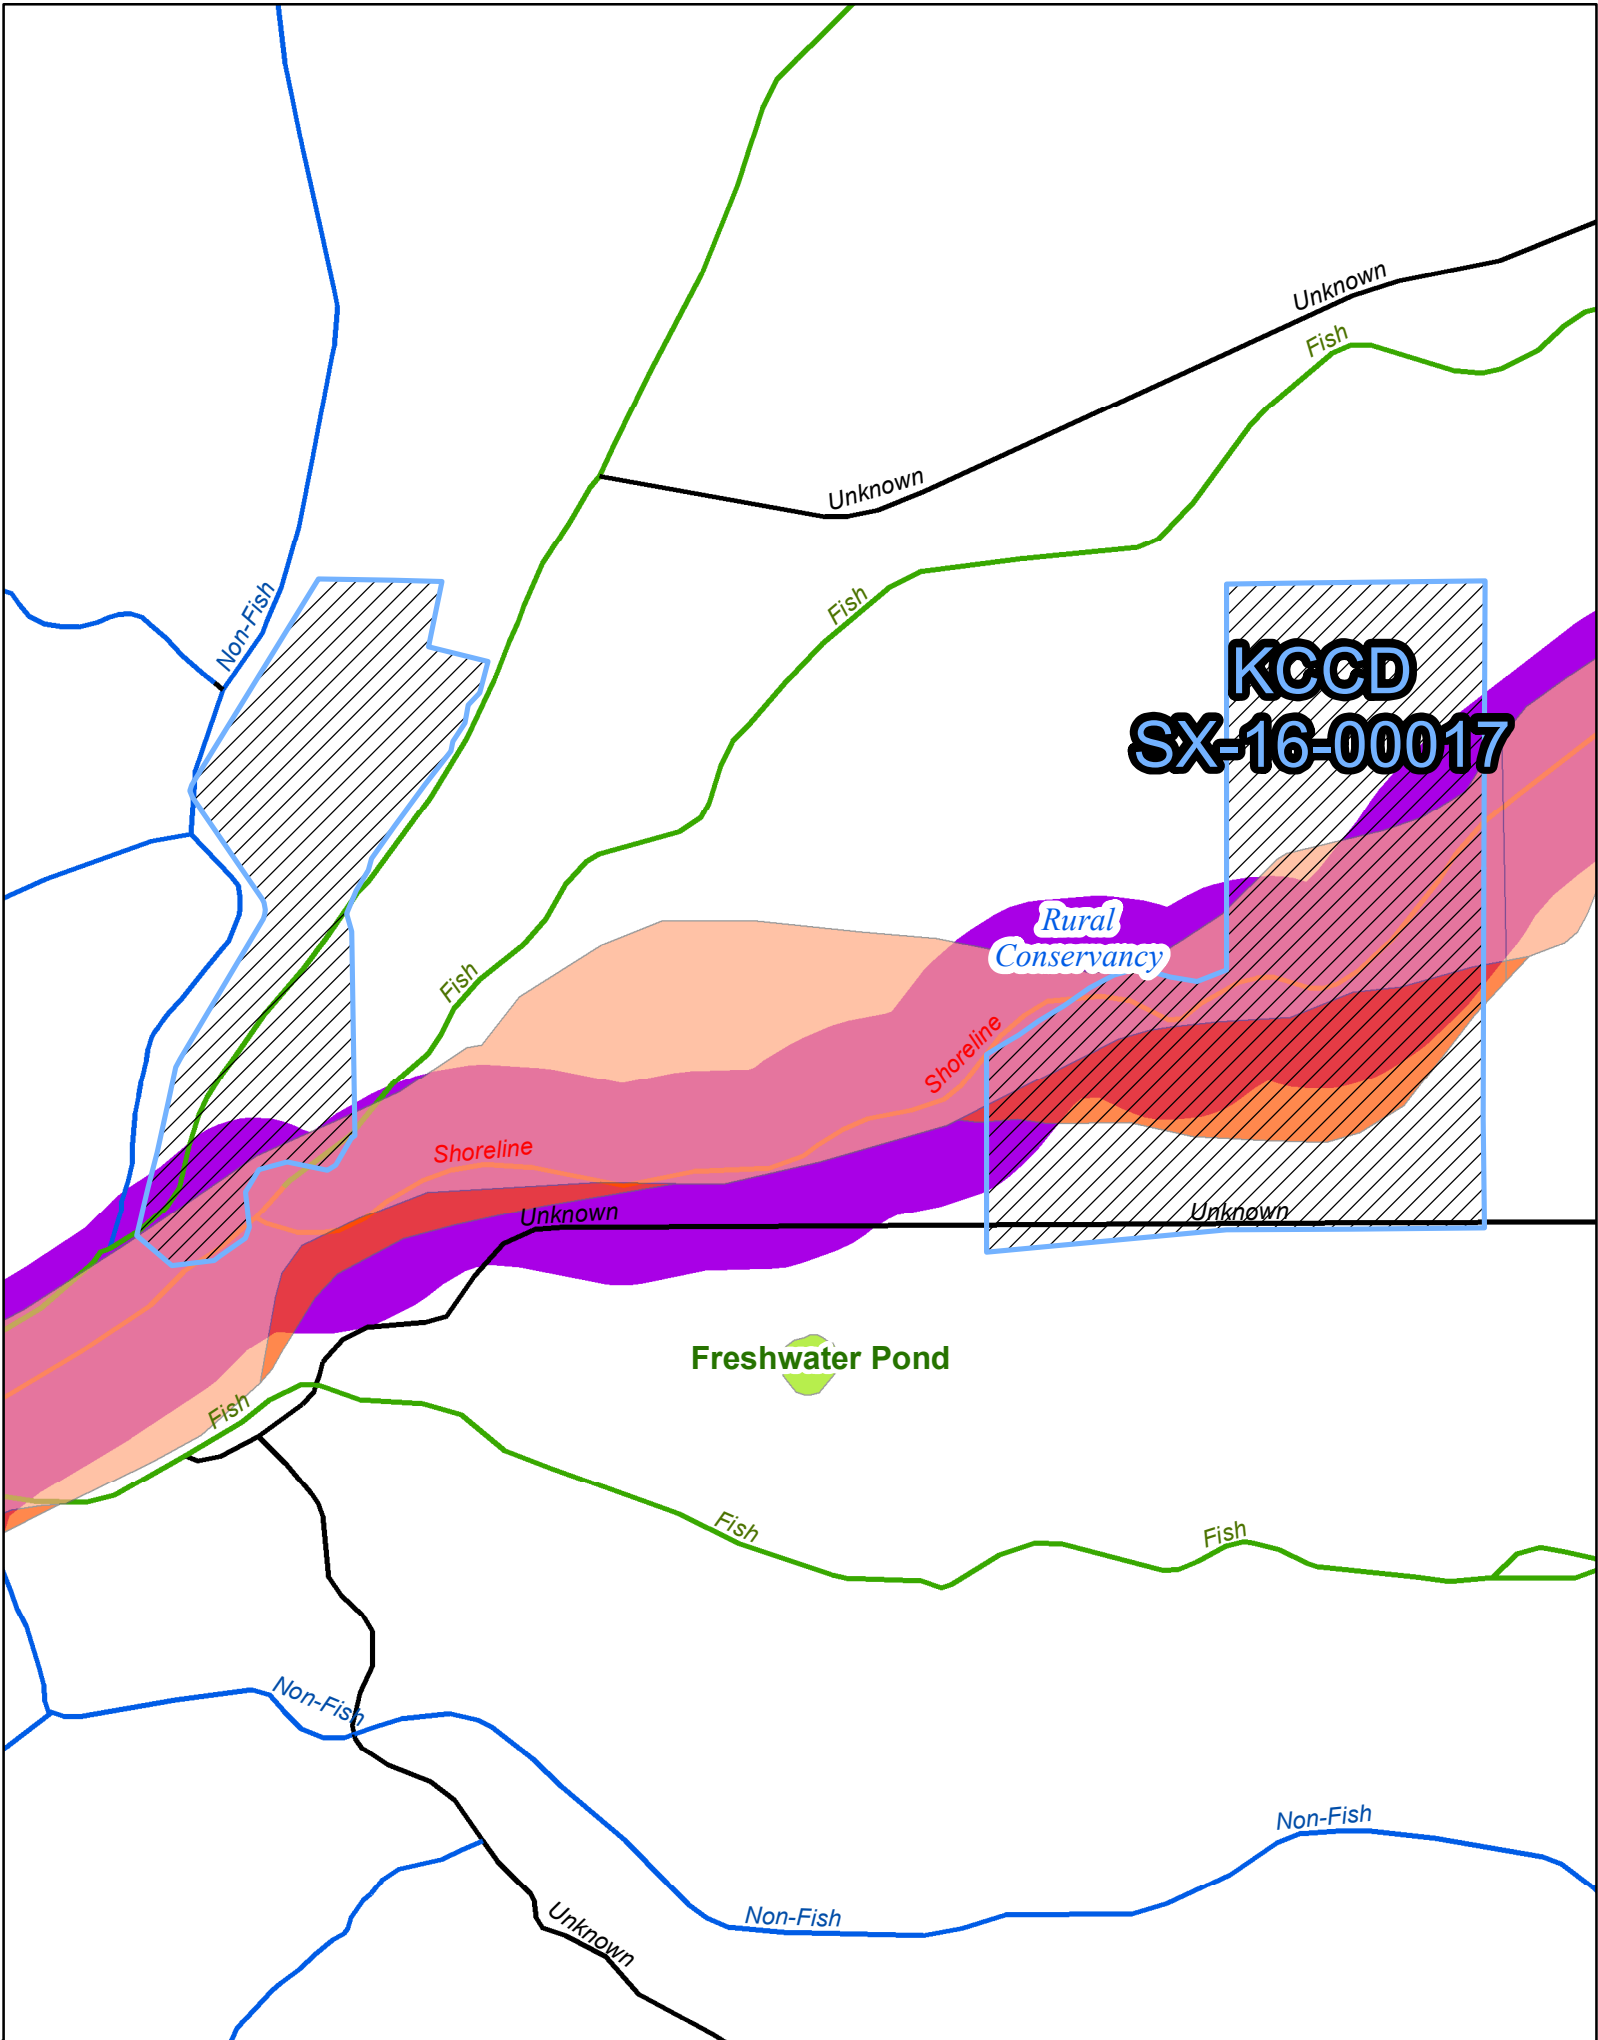 Unknown
Fish
Unknown
Non-Fish
Fish
KCCD
SX-16-00017
Rural
Conservancy
Fish
Shoreline
Shoreline
Unknown
Unknown
Freshwater Pond
Fish
Fish
Fish
Non-Fish
Non-Fish
Non-Fish
Unknown